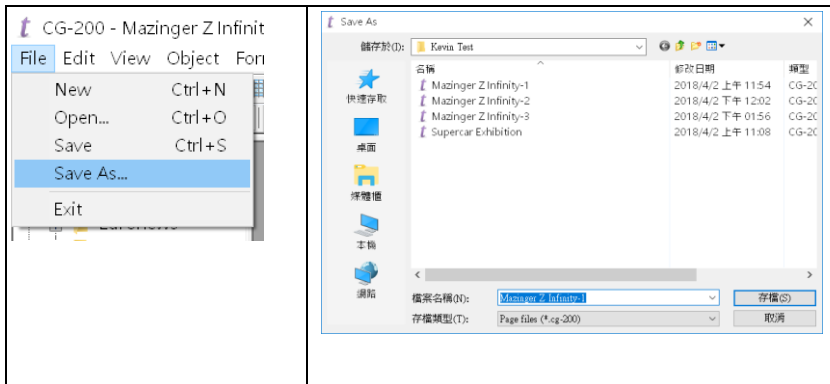 CG-200 - Mazinger Z Infinit
File Edit View Object For
New Ctrl+N
Open... Ctrl+O
Save Ctrl+S
Save As...
Exit
Save As
儲存於(I):
Kevin Test
名稱 修改日期 類型
Mazinger Z Infinity-1 2018/4/2 上午 11:54 CG-20
Mazinger Z Infinity-2 2018/4/2 下午 12:02 CG-20
Mazinger Z Infinity-3 2018/4/2 下午 01:56 CG-20
Supercar Exhibition 2018/4/2 上午 11:08 CG-20
快速存取
桌面
媒體櫃
本機
網路
檔案名稱(N): Mazinger Z Infinity-1 存檔(S)
存檔類型(T): Page files (*.cg-200) 取消